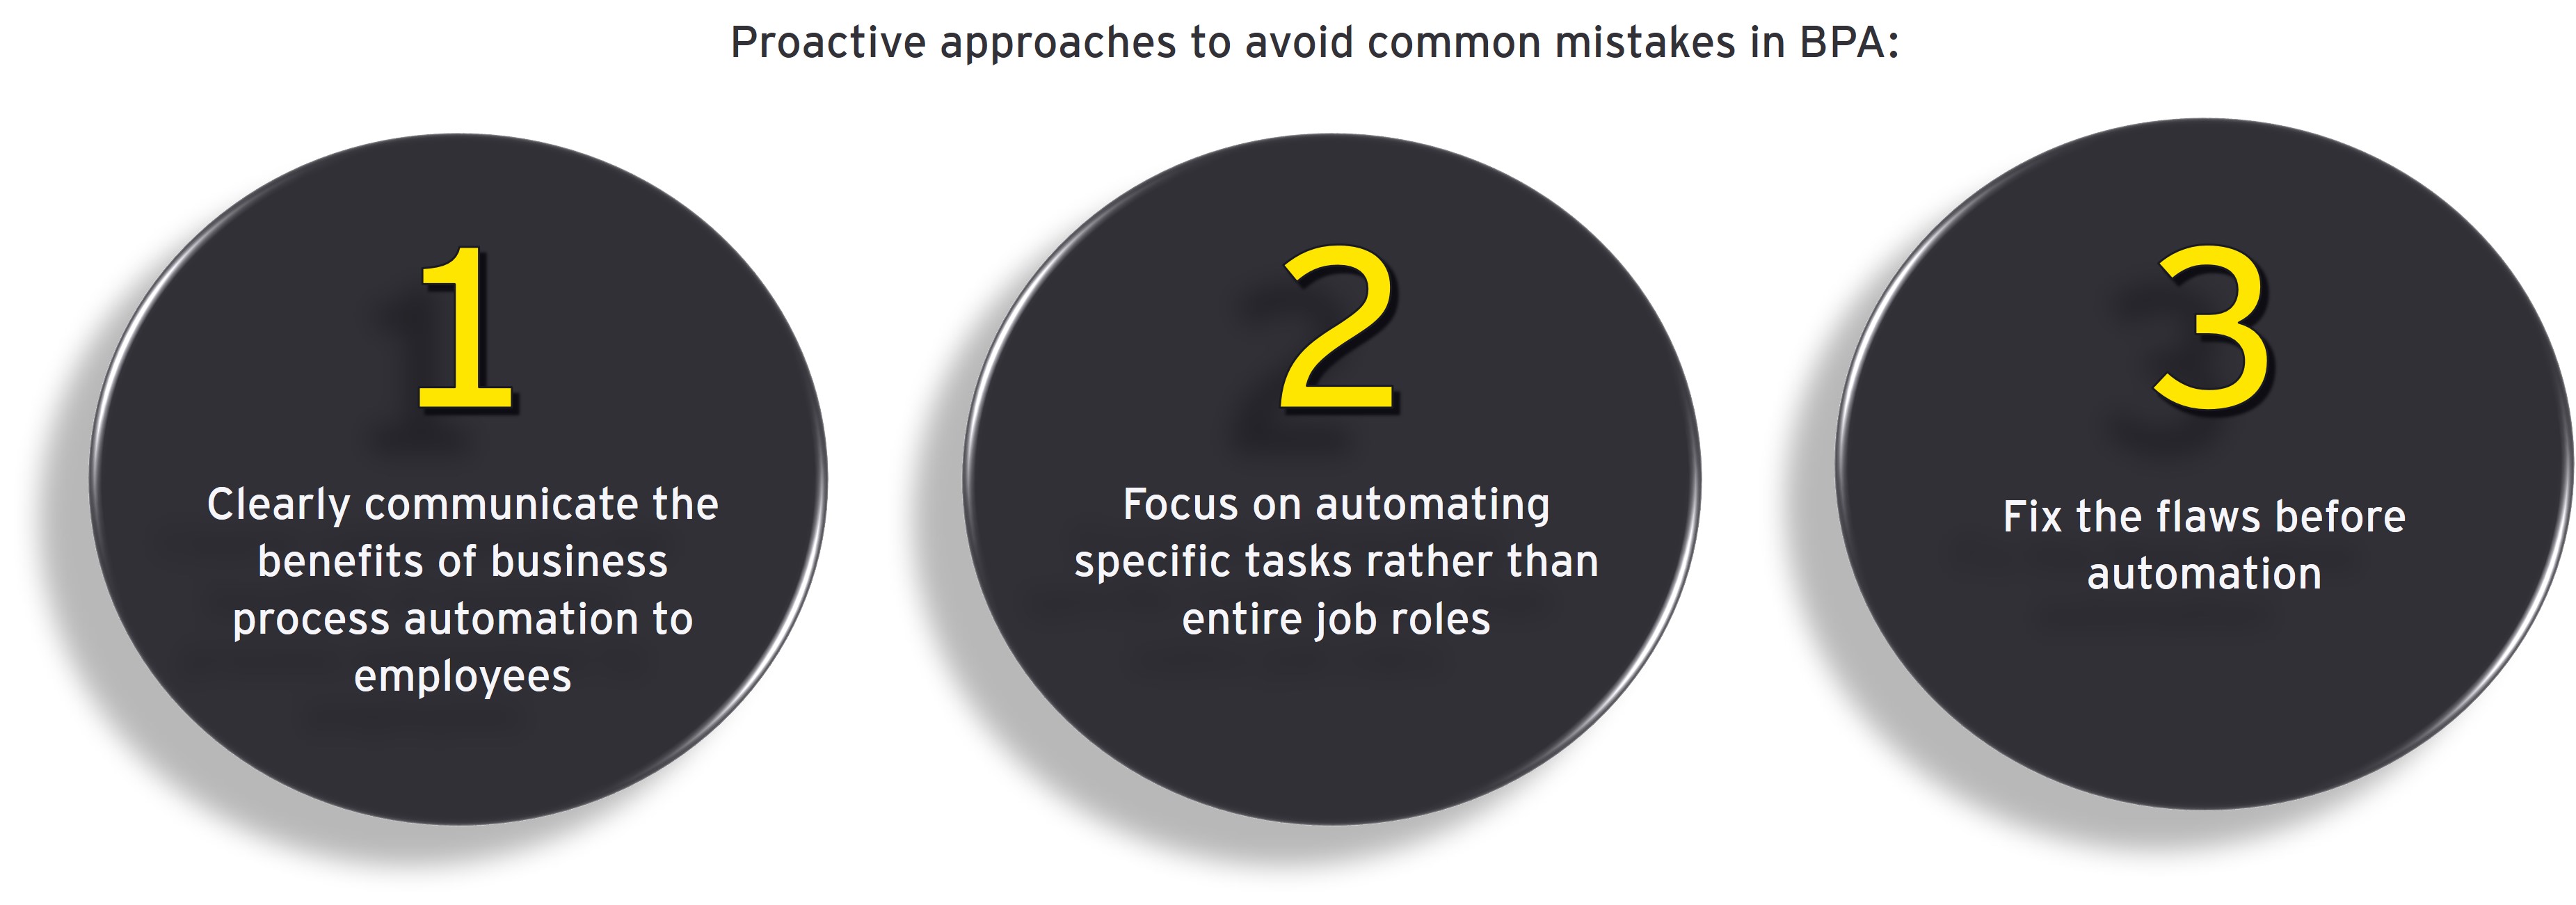 Proactive approaches to avoid common mistakes in BPA:
1
Clearly communicate the
benefits of business
process automation to
employees
2
Focus on automating
specific tasks rather than
entire job roles
3
Fix the flaws before
automation